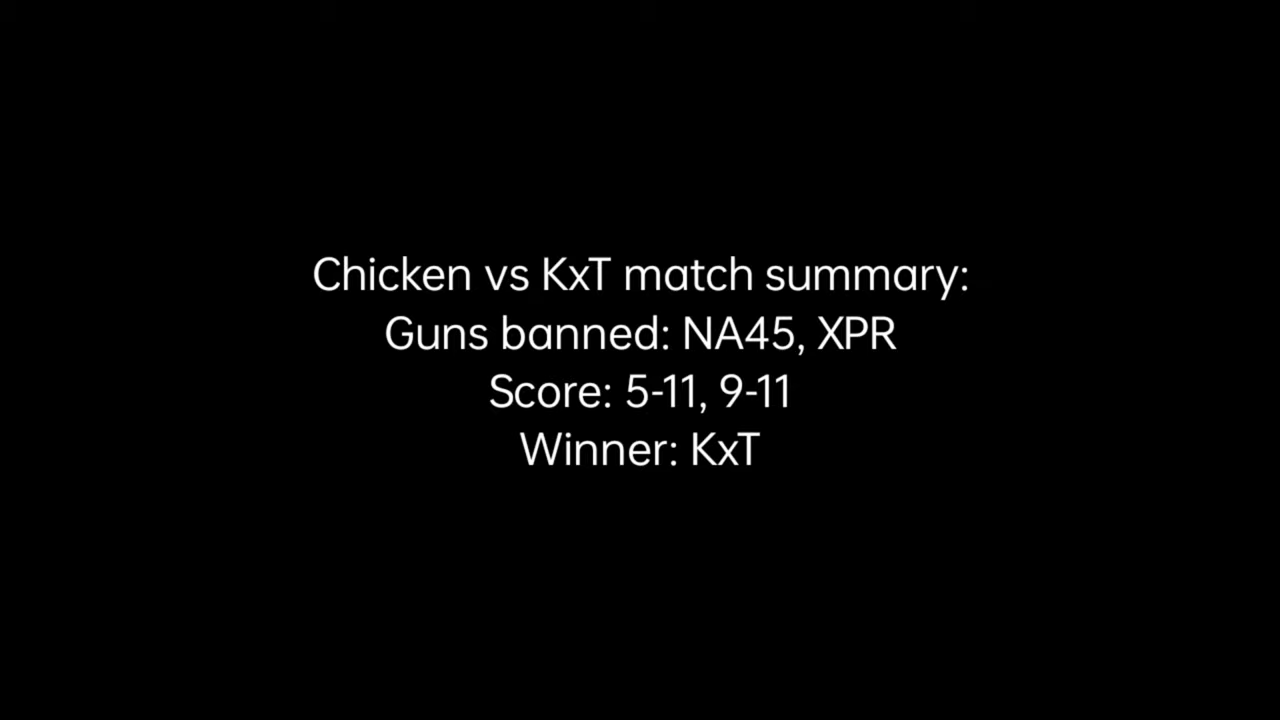 Chicken vs KxT match summary:
Guns banned: NA45, XPR
Score: 5-11, 9-11
Winner: KxT